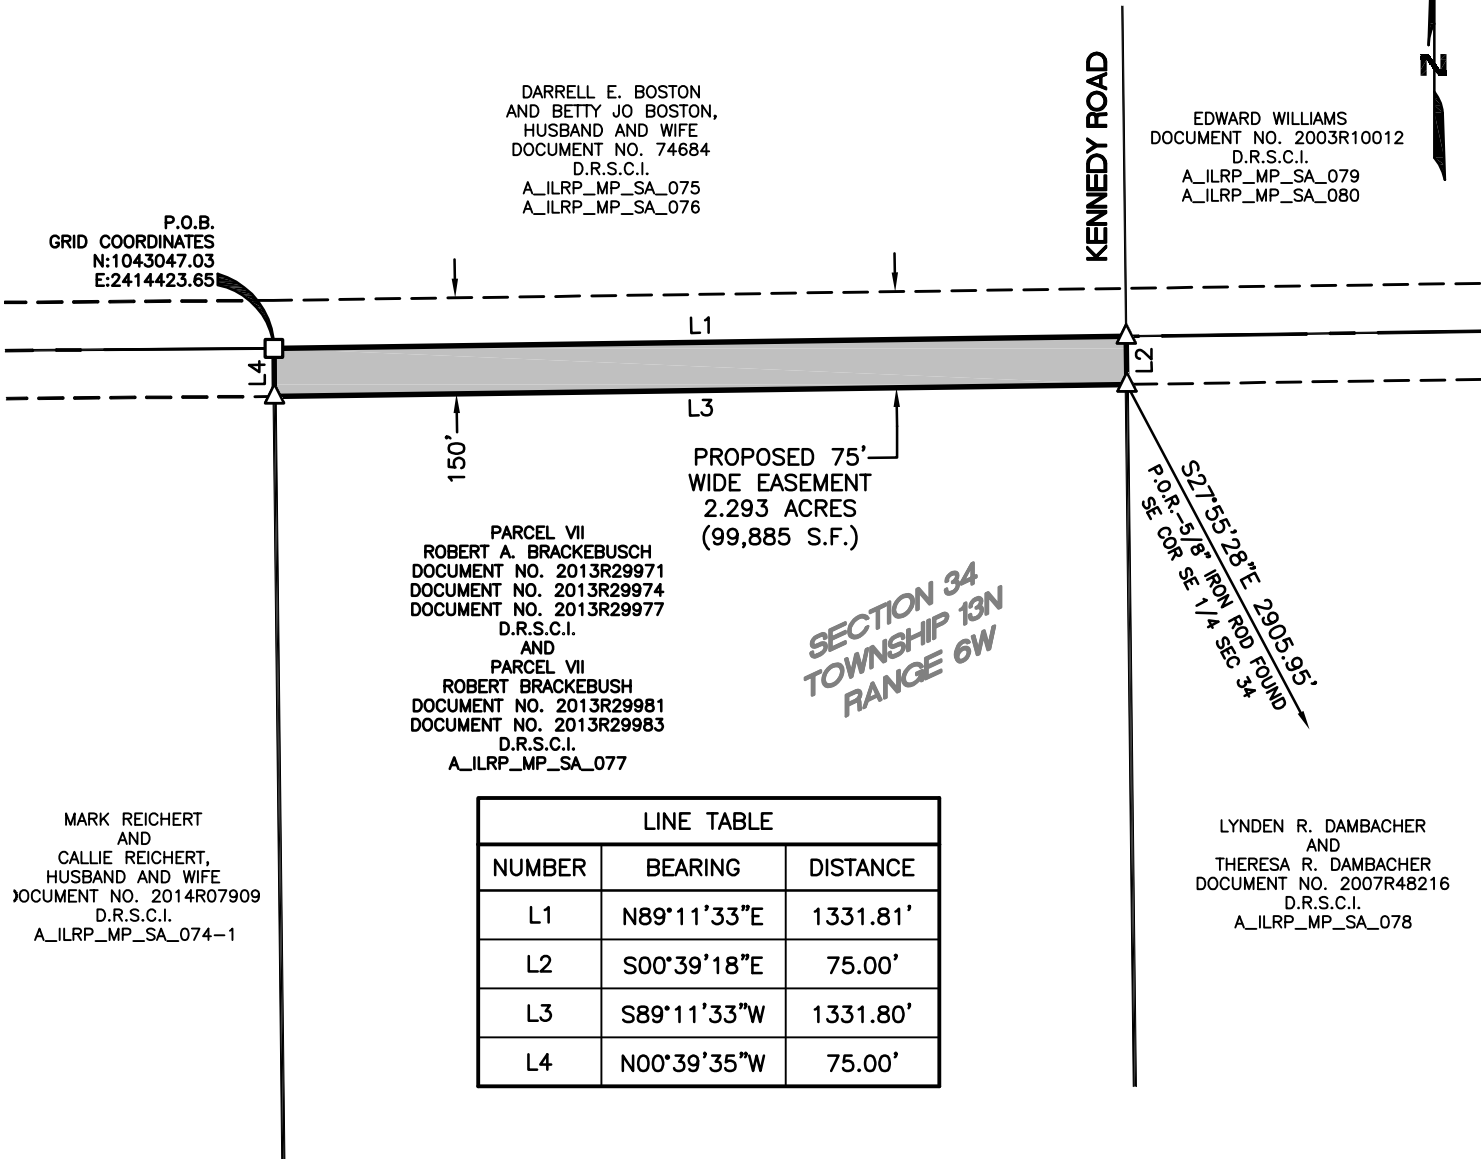 N
DARRELL E. BOSTON
AND BETTY JO BOSTON,
HUSBAND AND WIFE
DOCUMENT NO. 74684
D.R.S.C.I.
A_ILRP_MP_SA_075
A_ILRP_MP_SA_076
KENNEDY ROAD
EDWARD WILLIAMS
DOCUMENT NO. 2003R10012
D.R.S.C.I.
A_ILRP_MP_SA_079
A_ILRP_MP_SA_080
P.O.B.
GRID COORDINATES
N:1043047.03
E:2414423.65
L1
L2
L4
L3
150'
PROPOSED 75'
WIDE EASEMENT
2.293 ACRES
(99,885 S.F.)
S27°55'28"E 2905.95'
P.O.R.-5/8" IRON ROD FOUND
SE COR SE 1/4 SEC 34
PARCEL VII
ROBERT A. BRACKEBUSCH
DOCUMENT NO. 2013R29971
DOCUMENT NO. 2013R29974
DOCUMENT NO. 2013R29977
D.R.S.C.I.
AND
PARCEL VII
ROBERT BRACKEBUSH
DOCUMENT NO. 2013R29981
DOCUMENT NO. 2013R29983
D.R.S.C.I.
A_ILRP_MP_SA_077
SECTION 34
TOWNSHIP 13N
RANGE 6W
MARK REICHERT
AND
CALLIE REICHERT,
HUSBAND AND WIFE
OCUMENT NO. 2014R07909
D.R.S.C.I.
A_ILRP_MP_SA_074-1
LYNDEN R. DAMBACHER
AND
THERESA R. DAMBACHER
DOCUMENT NO. 2007R48216
D.R.S.C.I.
A_ILRP_MP_SA_078
LINE TABLE
NUMBER BEARING DISTANCE
L1 N89°11'33"E 1331.81'
L2 S00°39'18"E 75.00'
L3 S89°11'33"W 1331.80'
L4 N00°39'35"W 75.00'